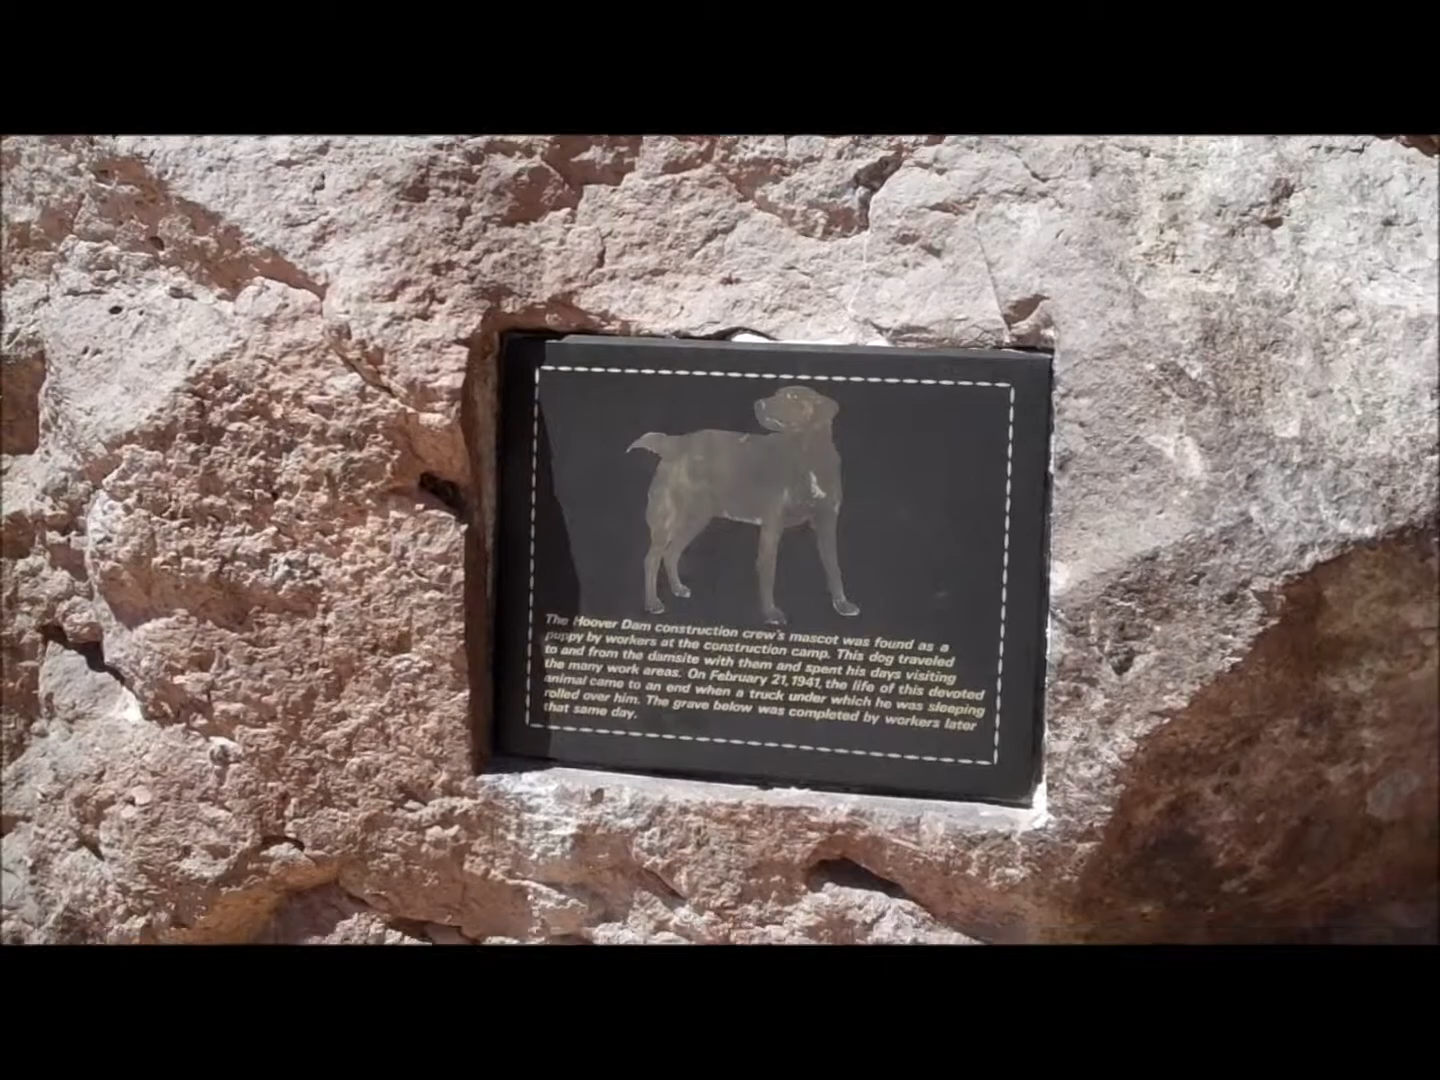 The Hoover Dam construction crew's mascot was found as a
puppy by workers at the construction camp. This dog traveled
to and from the damsite with them and spent his days visiting
the many work areas. On February 21, 1941, the life of this devoted
animal came to an end when a truck under which he was sleeping
rolled over him. The grave below was completed by workers later
that same day.